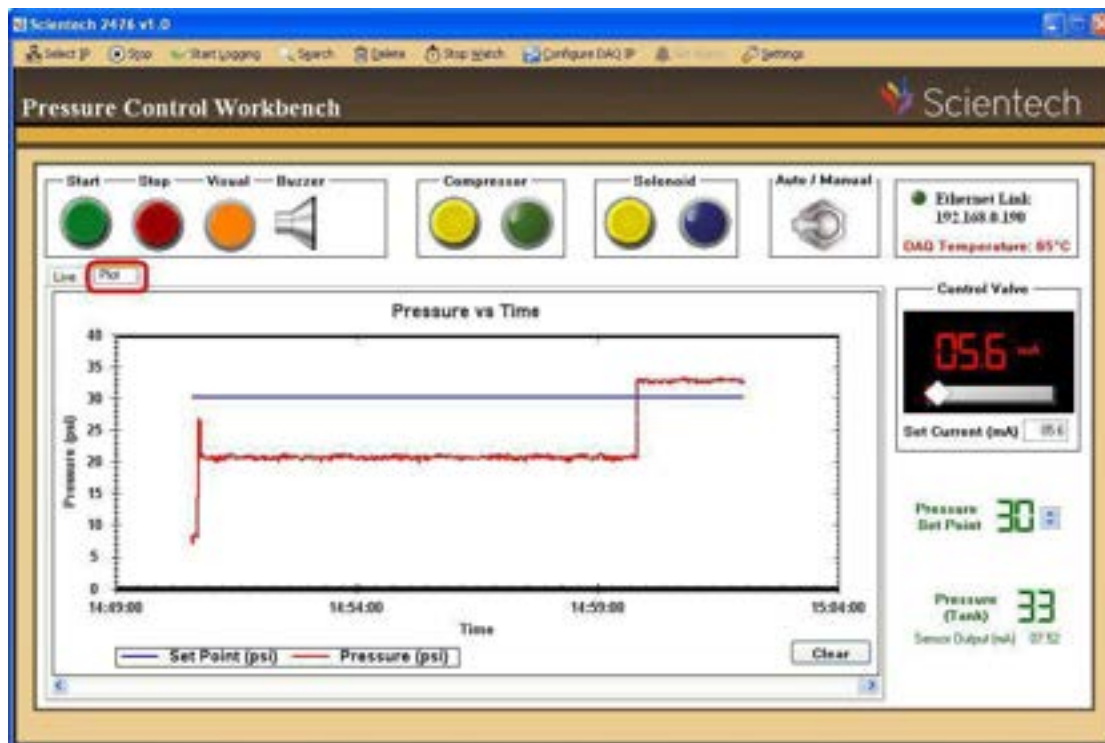 Scientech 2476 v1.0
Select IP Stop Start Logging Search Delete Stop Watch Configure DAQ IP Settings
Pressure Control Workbench
Scientech
Start Stop Visual Buzzer Compressor Solenoid Auto / Manual
Ethernet Link:
192.168.0.190
DAQ Temperature: 65°C
Live Plot
Pressure vs Time
40
35
30
25
20
15
10
5
0
Pressure (psi)
14:49:00 14:54:00 14:59:00 15:04:00
Time
Set Point (psi) Pressure (psi)
Clear
Control Valve
05.6 mA
Set Current (mA) 05.6
Pressure
Set Point 30
Pressure
(Tank) 33
Sensor Output (mA) 07.52